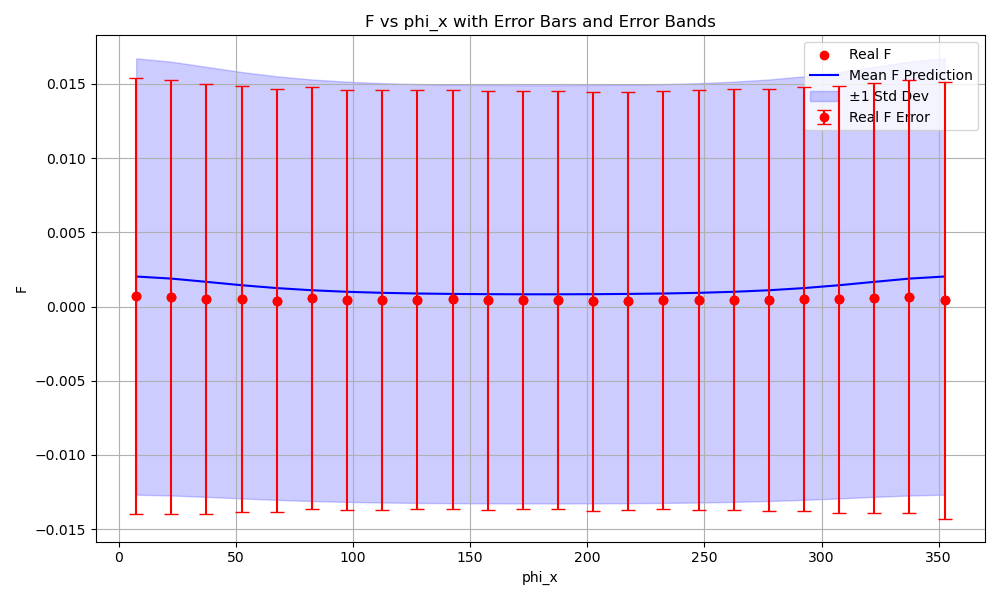 F vs phi_x with Error Bars and Error Bands
Real F
Mean F Prediction
±1 Std Dev
Real F Error
0.015
0.010
0.005
0.000
−0.005
−0.010
−0.015
F
0
50
100
150
200
250
300
350
phi_x